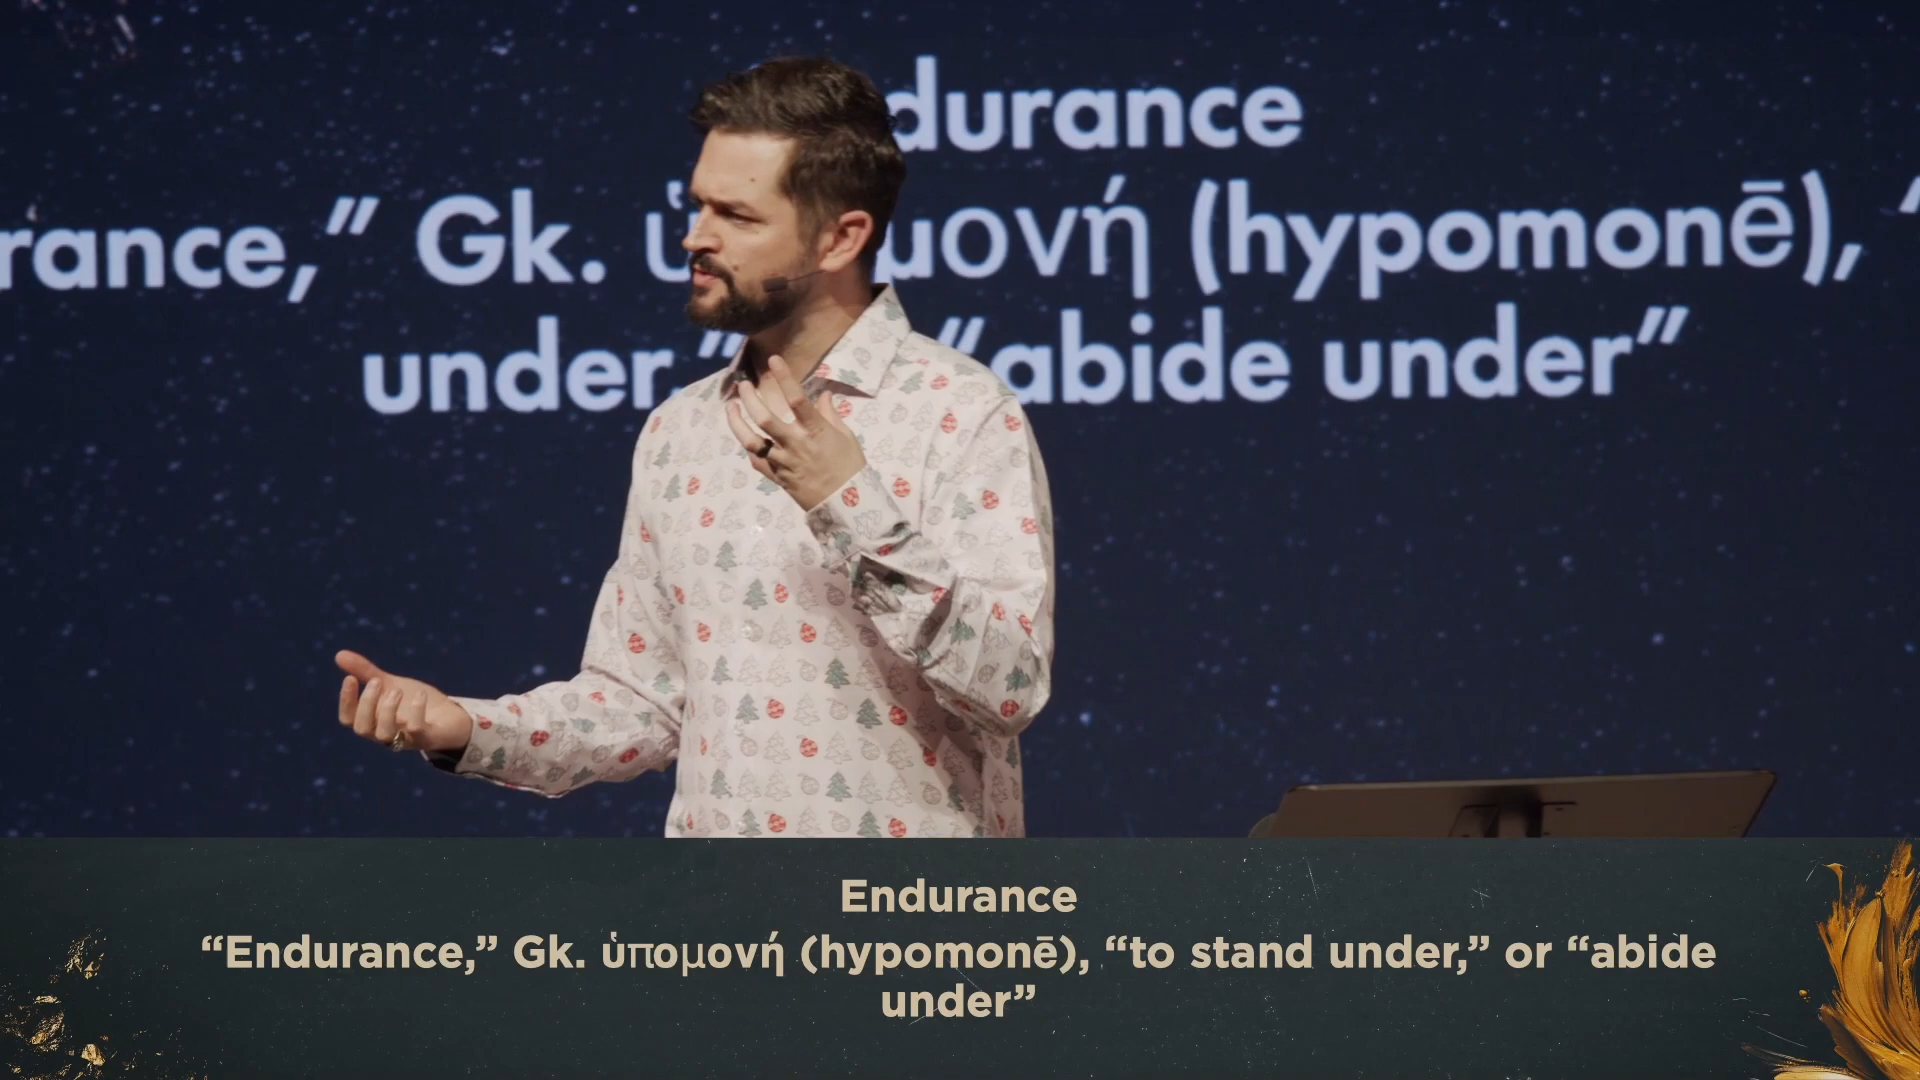 durance
rance,” Gk. μονή (hypomonē), “
under,” “abide under”
Endurance
“Endurance,” Gk. ὑπομονή (hypomonē), “to stand under,” or “abide
under”